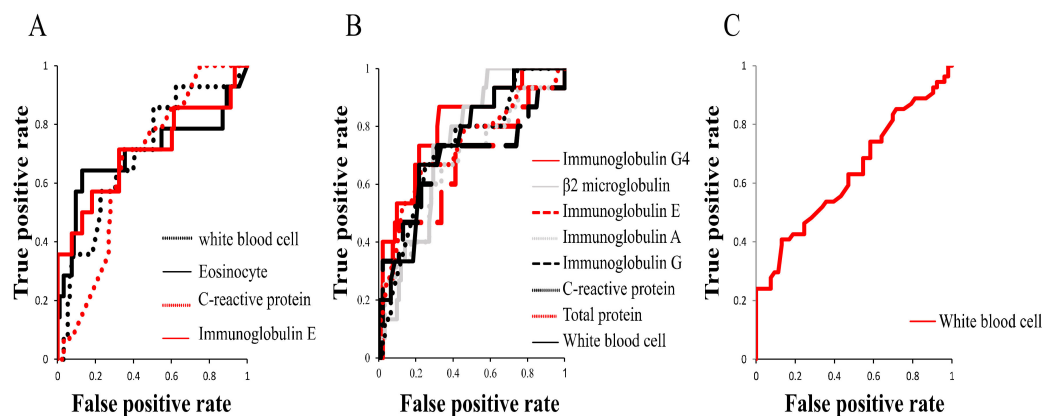 A
B
C
True positive rate
1
0.8
0.6
0.4
0.2
0
0
0.2
0.4
0.6
0.8
1
False positive rate
white blood cell
Eosinocyte
C-reactive protein
Immunoglobulin E
True positive rate
1
0.8
0.6
0.4
0.2
0
0
0.2
0.4
0.6
0.8
1
False positive rate
Immunoglobulin G4
β2 microglobulin
Immunoglobulin E
Immunoglobulin A
Immunoglobulin G
C-reactive protein
Total protein
White blood cell
True positive rate
1
0.8
0.6
0.4
0.2
0
0
0.2
0.4
0.6
0.8
1
False positive rate
White blood cell